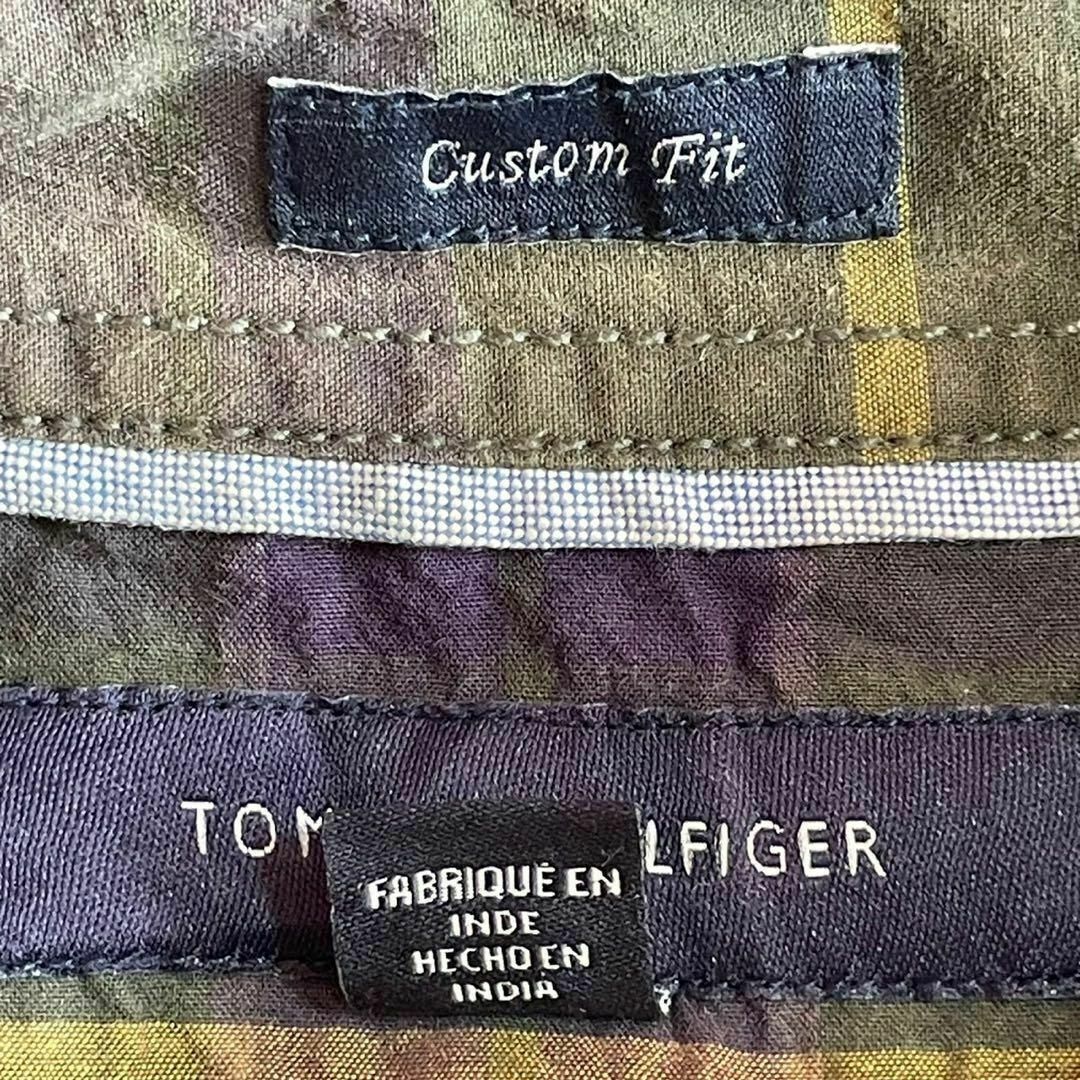 Custom Fit
TOM LFIGER
FABRIQUÉ EN
INDE
HECHO EN
INDIA